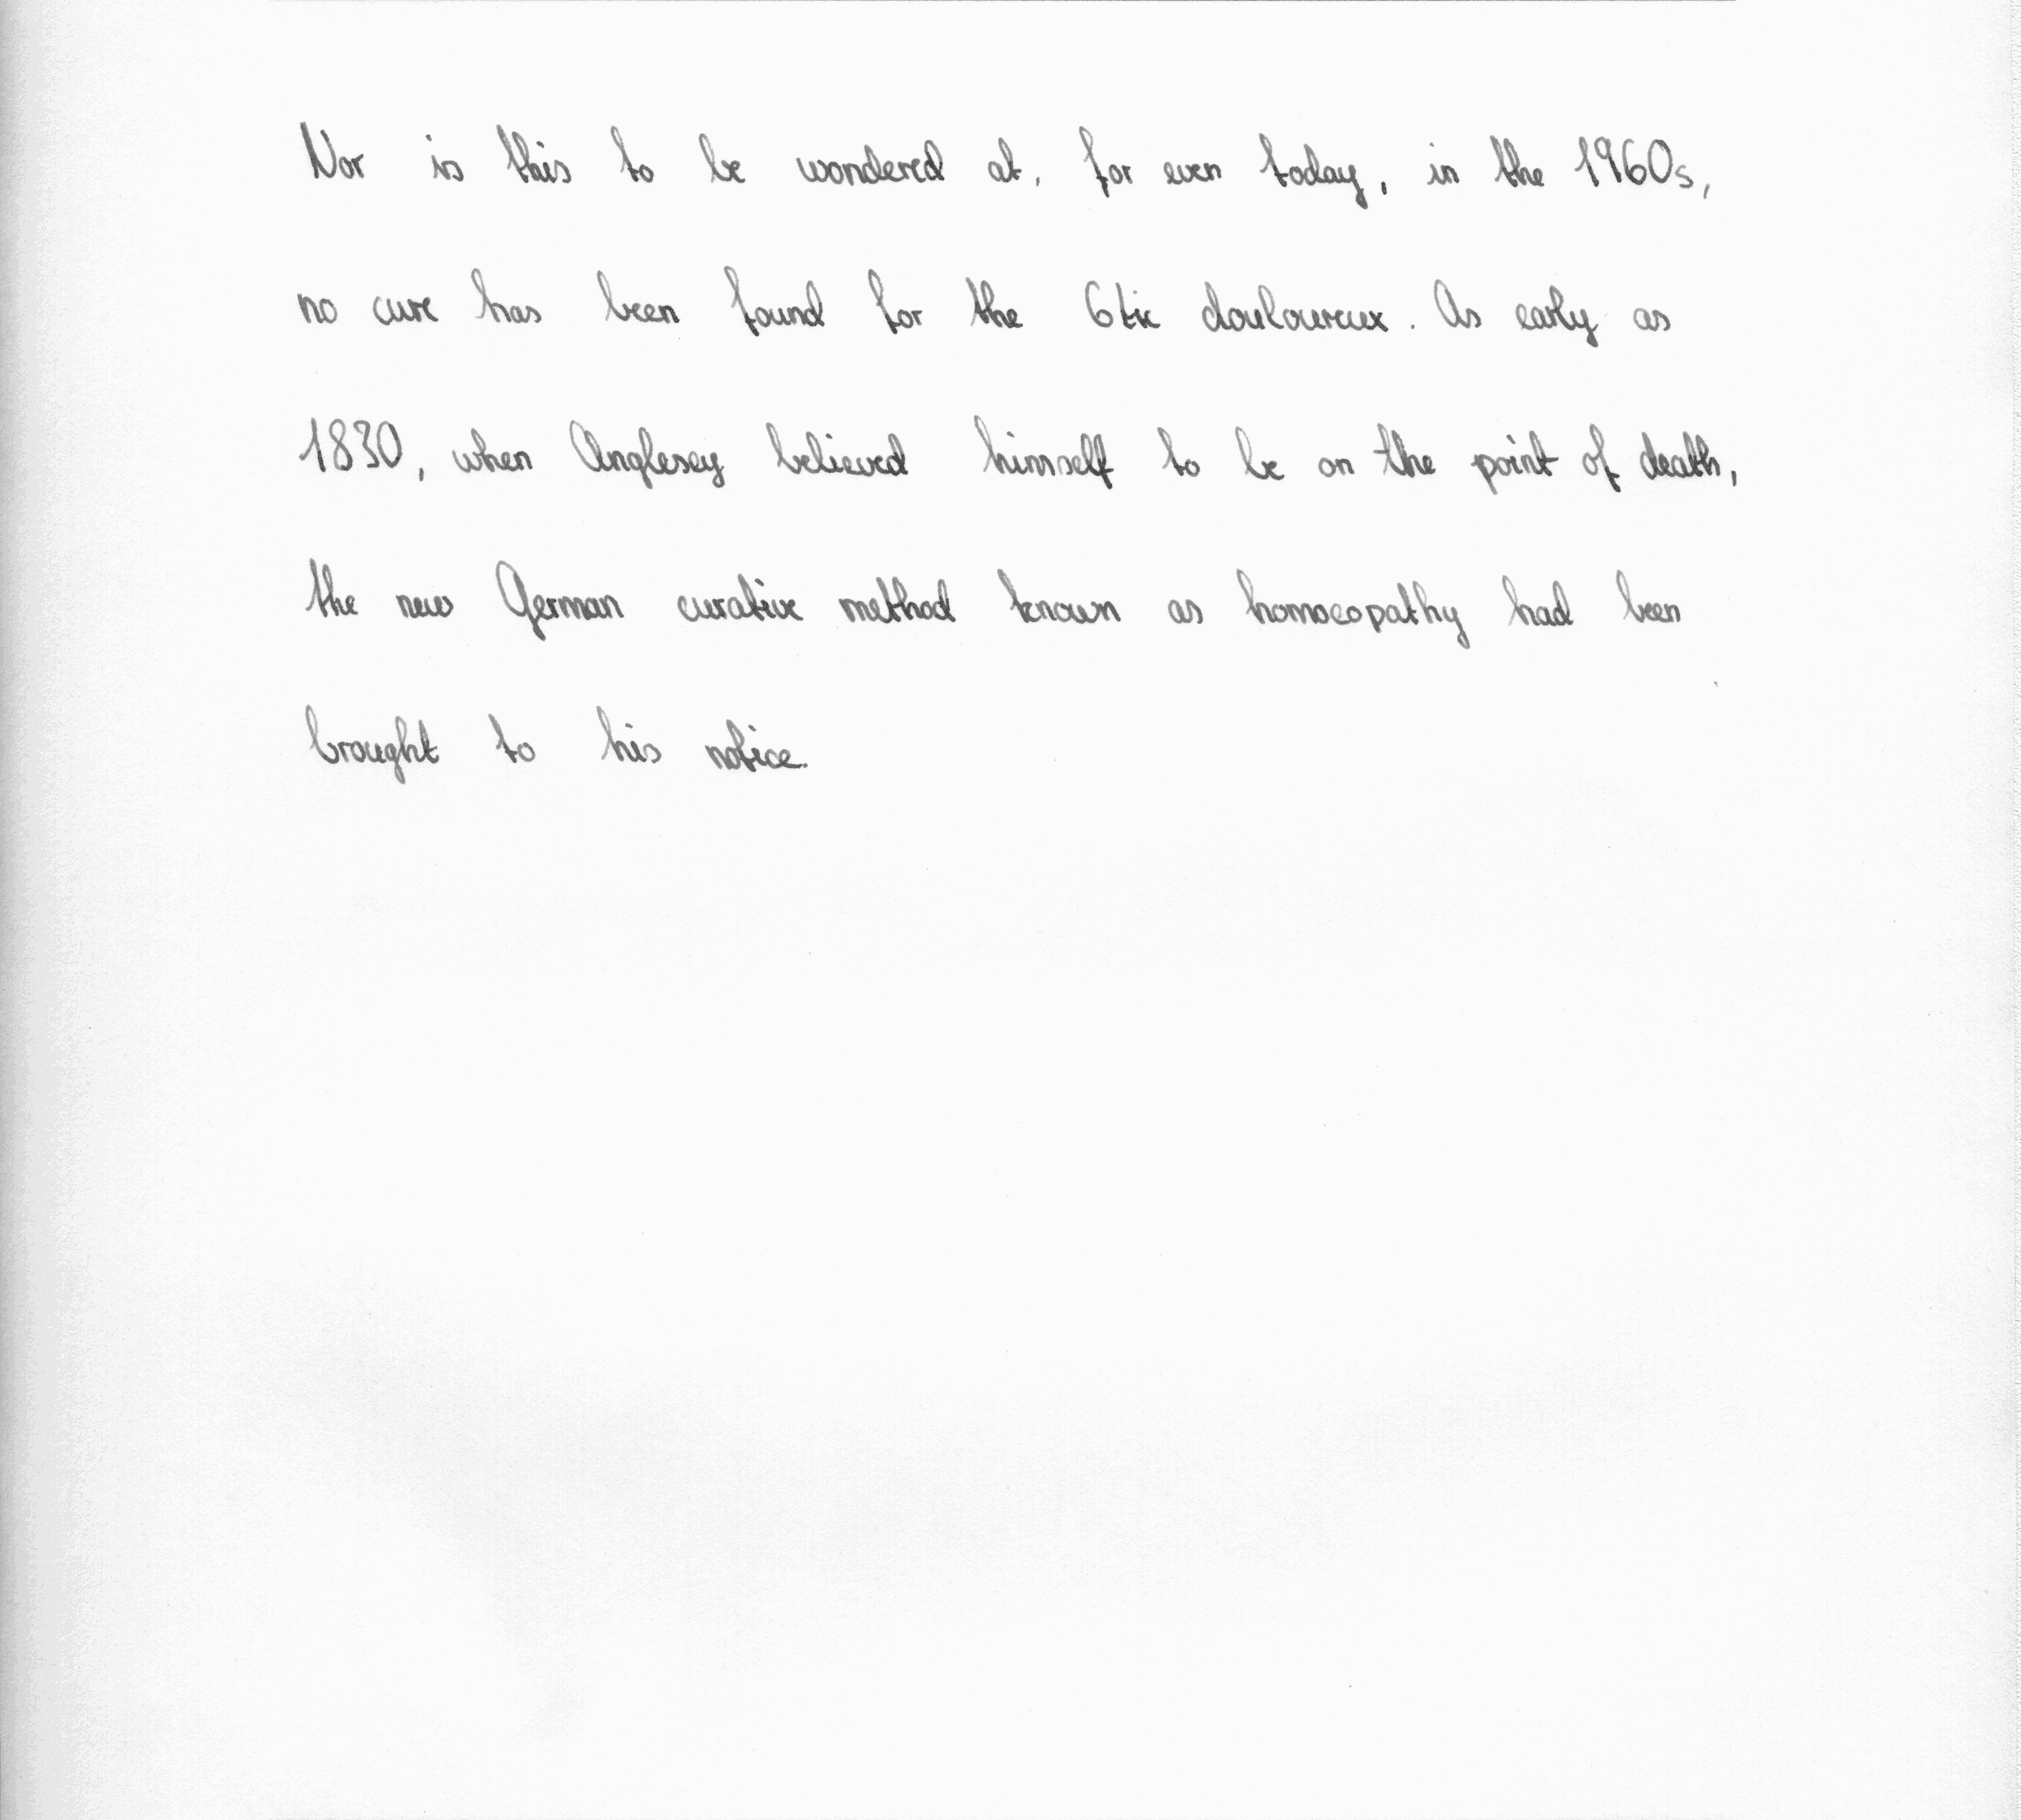 Nor is this to be wondered at, for even today, in the 1960s,
no cure has been found for the 6tic douloureux. As early as
1830, when Anglesey believed himself to be on the point of death,
the new German curative method known as homoeopathy had been
brought to his notice.